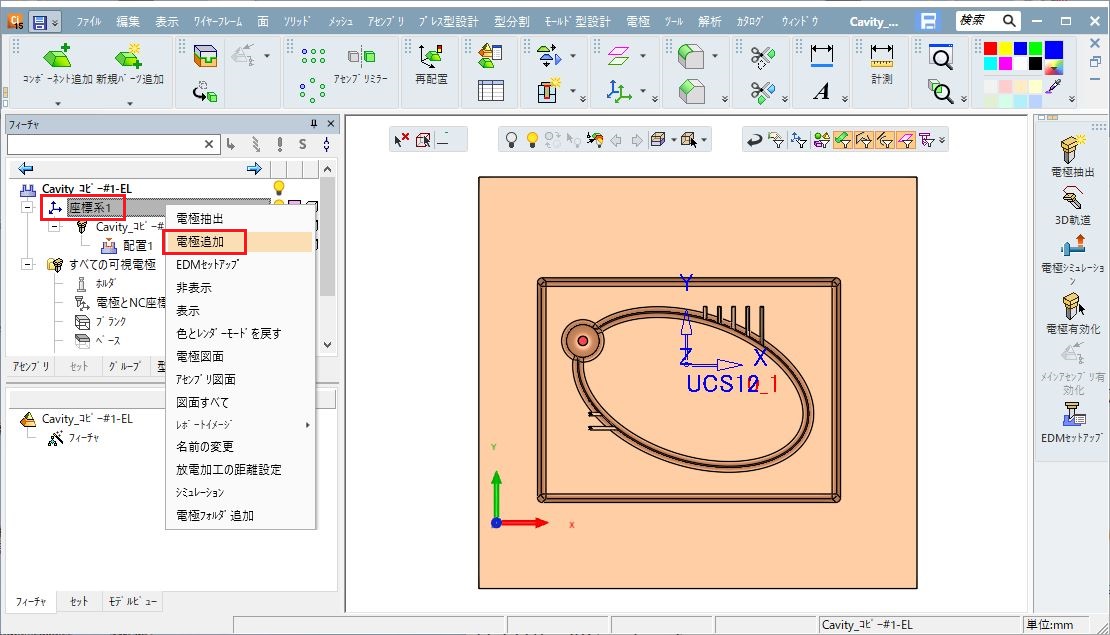 Ci
15
ﾌｧｲﾙ 編集 表示 ﾜｲﾔｰﾌﾚｰﾑ 面 ｿﾘｯﾄﾞ ﾒｯｼｭ ｱｾﾝﾌﾞﾘ ﾌﾟﾚｽ型設計 型分割 ﾓｰﾙﾄﾞ型設計 電極 ﾂｰﾙ 解析 ｶﾀﾛｸﾞ ｳｨﾝﾄﾞｳ Cavity_... 検索
ｺﾝﾎﾟｰﾈﾝﾄ追加 新規ﾊﾟｰﾂ追加 ｱｾﾝﾌﾞﾘﾐﾗｰ 再配置 A 計測
ﾌｨｰﾁｬ
S
Cavity_ｺﾋﾟｰ#1-EL
座標系1
Cavity_ｺﾋﾟｰ#
配置1
すべての可視電極
ﾎﾙﾀﾞ
電極とNC座標
ﾌﾞﾗﾝｸ
ﾍﾞｰｽ
ｱｾﾝﾌﾞﾘ ｾｯﾄ ｸﾞﾙｰﾌﾟ 型
Cavity_ｺﾋﾟｰ#1-EL
ﾌｨｰﾁｬ
ﾌｨｰﾁｬ ｾｯﾄ ﾓﾃﾞﾙﾋﾞｭｰ
電極抽出
電極追加
EDMｾｯﾄｱｯﾌﾟ
非表示
表示
色とﾚﾝﾀﾞｰﾓｰﾄﾞを戻す
電極図面
ｱｾﾝﾌﾞﾘ図面
図面すべて
ﾚﾎﾟｰﾄｲﾒｰｼﾞ
名前の変更
放電加工の距離設定
ｼﾐｭﾚｰｼｮﾝ
電極ﾌｫﾙﾀﾞ追加
Y
Z X
Y
X
電極抽出
3D軌道
電極ｼﾐｭﾚｰｼｮ
ﾝ
電極有効化
ﾒｲﾝｱｾﾝﾌﾞﾘ有
効化
EDMｾｯﾄｱｯﾌﾟ
Cavity_ｺﾋﾟｰ#1-EL 単位:mm